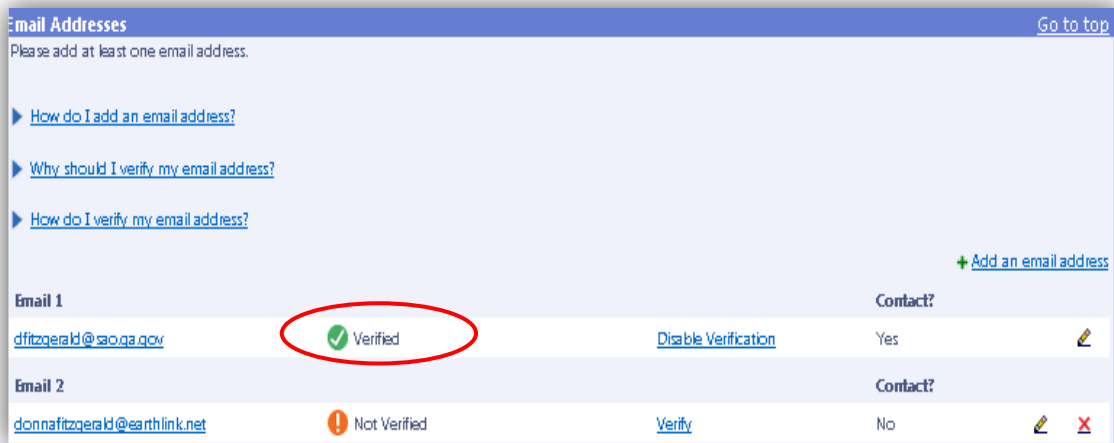 Email Addresses Go to top
Please add at least one email address.
How do I add an email address?
Why should I verify my email address?
How do I verify my email address?
Add an email address
Email 1 Contact?
dfitzgerald@sao.ga.gov Verified Disable Verification Yes
Email 2 Contact?
donnafitzgerald@earthlink.net Not Verified Verify No